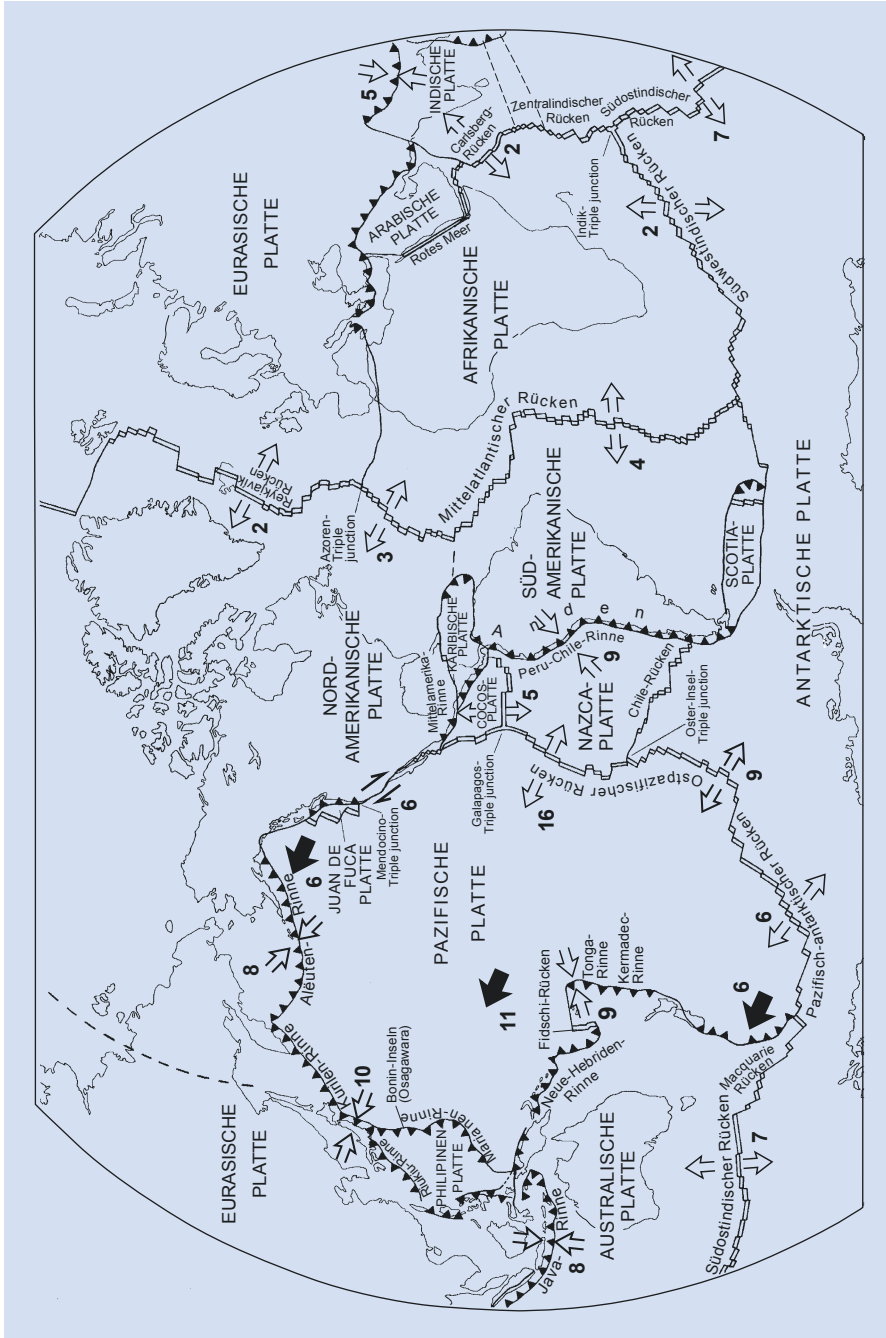 EURASISCHE
PLATTE
Kurilen-Rinne
10
Riukiu-Rinne
Bonin-Inseln
(Osagawara)
Marianen-Rinne
PHILIPINEN
PLATTE
Java-
Rinne
8
AUSTRALISCHE
PLATTE
Neue-Hebriden-
Rinne
Fidschi-Rücken
9
Tonga-
Rinne
Kermadec-
Rinne
11
6
Macquarie
Rücken
Südostindischer Rücken
7
Pazifisch-antarktischer Rücken
6
8
Alëuten-
Rinne
6
JUAN DE
FUCA
PLATTE
Mendocino-
Triple junction
6
PAZIFISCHE
PLATTE
Galapagos-
Triple junction
16
Ostpazifischer Rücken
9
Oster-Insel-
Triple junction
Chile-Rücken
NAZCA-
PLATTE
5
COCOS-
PLATTE
Mittelamerika-
Rinne
KARIBISCHE
PLATTE
NORD-
AMERIKANISCHE
PLATTE
Peru-Chile-Rinne
9
Anden
SÜD-
AMERIKANISCHE
PLATTE
SCOTIA-
PLATTE
ANTARKTISCHE PLATTE
Azoren-
Triple
junction
3
2
Reykjavik
Rücken
Mittelatlantischer Rücken
4
EURASISCHE
PLATTE
AFRIKANISCHE
PLATTE
ARABISCHE
PLATTE
Rotes Meer
5
INDISCHE
PLATTE
Carlsberg-
Rücken
2
Zentralindischer
Rücken
Südostindischer
Rücken
7
Indik-
Triple junction
2
Südwestindischer Rücken